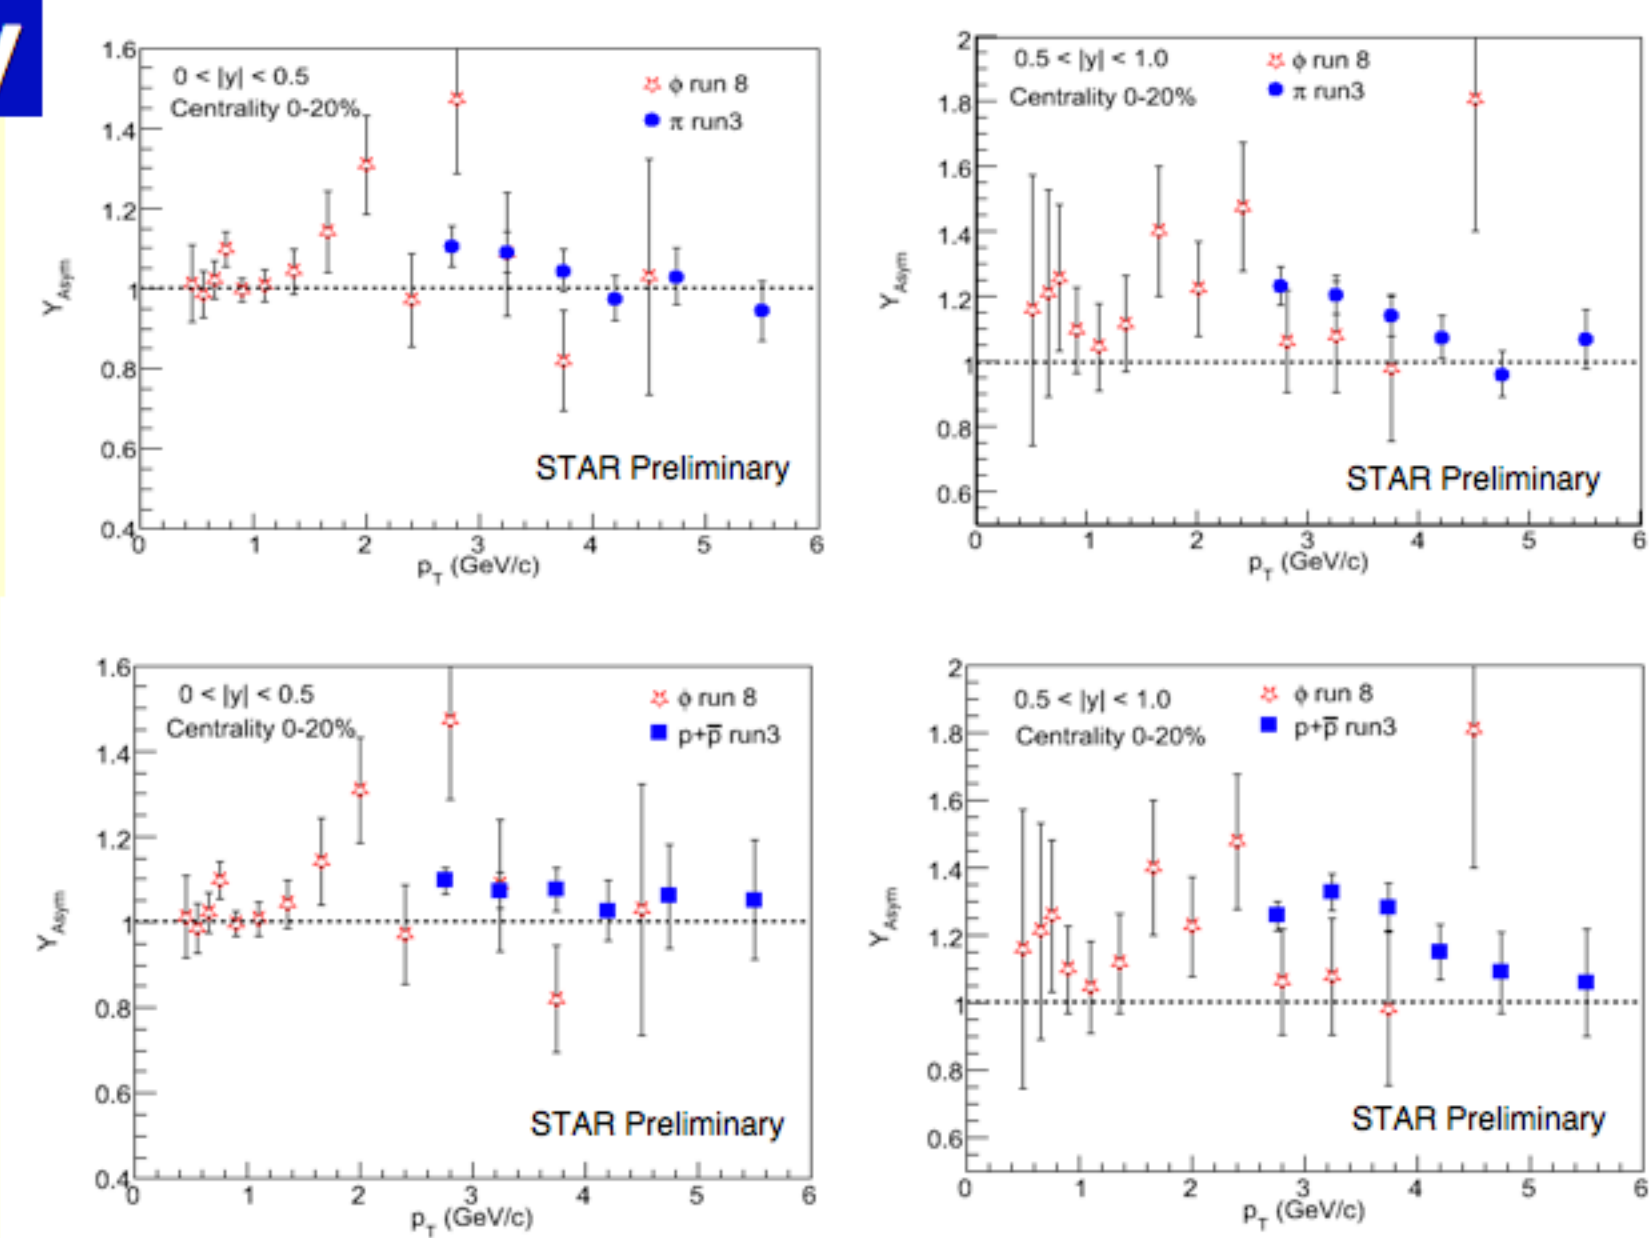 y
1.6
0 < |y| < 0.5
Centrality 0-20%
ϕ run 8
π run3
1.4
1.2
1
0.8
0.6
0.4
Y_Asym
STAR Preliminary
0 1 2 3 4 5 6
p_T (GeV/c)
2
0.5 < |y| < 1.0
Centrality 0-20%
ϕ run 8
π run3
1.8
1.6
1.4
1.2
1
0.8
0.6
Y_Asym
STAR Preliminary
0 1 2 3 4 5 6
p_T (GeV/c)
1.6
0 < |y| < 0.5
Centrality 0-20%
ϕ run 8
p+p̅ run3
1.4
1.2
1
0.8
0.6
0.4
Y_Asym
STAR Preliminary
0 1 2 3 4 5 6
p_T (GeV/c)
2
0.5 < |y| < 1.0
Centrality 0-20%
ϕ run 8
p+p̅ run3
1.8
1.6
1.4
1.2
1
0.8
0.6
Y_Asym
STAR Preliminary
0 1 2 3 4 5 6
p_T (GeV/c)